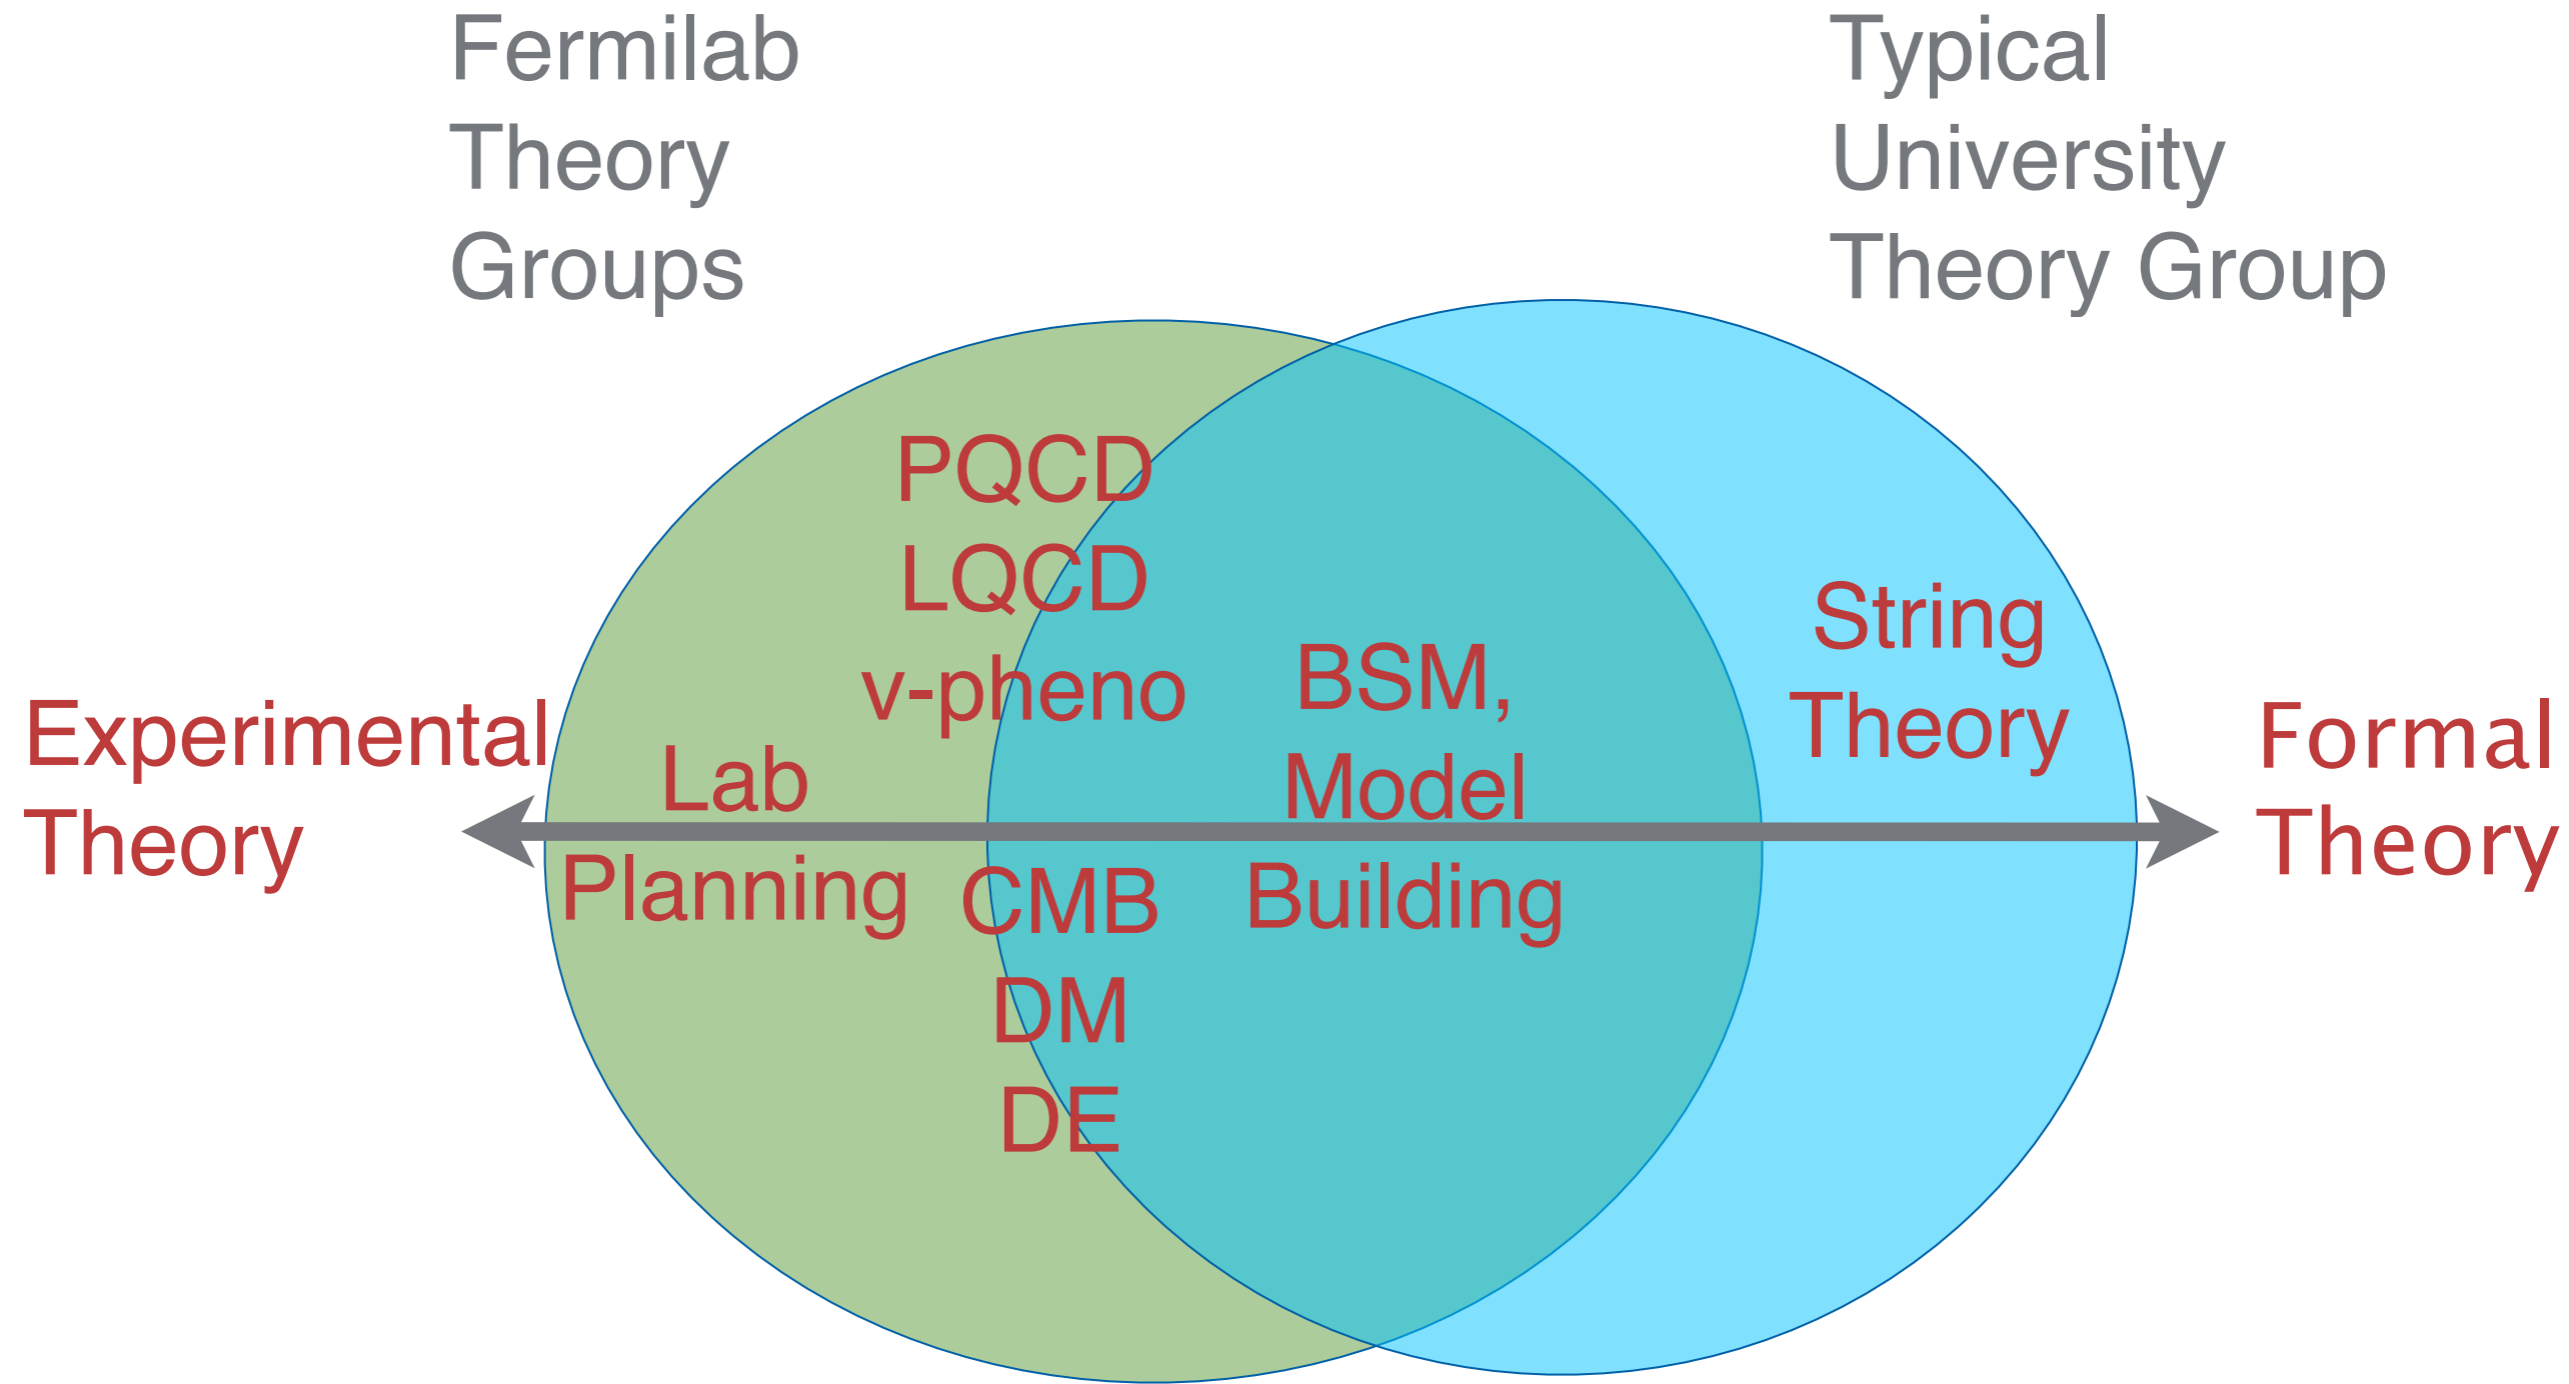 Fermilab
Theory
Groups
Typical
University
Theory Group
PQCD
LQCD
v-pheno
BSM,
Model
Building
String
Theory
Experimental
Theory
Lab
Planning
CMB
DM
DE
Formal
Theory